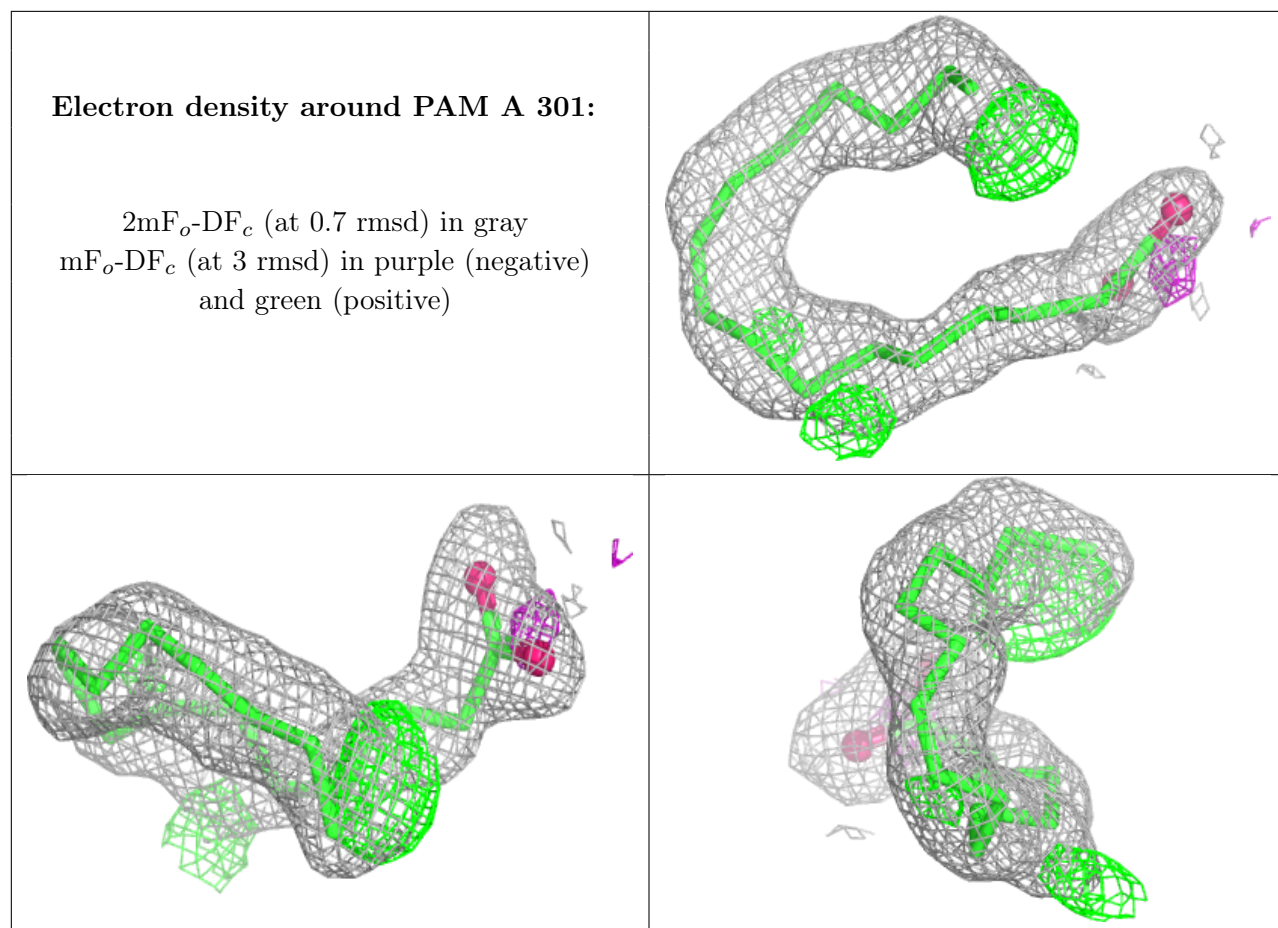 Electron density around PAM A 301:
2mFo-DFc (at 0.7 rmsd) in gray
mFo-DFc (at 3 rmsd) in purple (negative)
and green (positive)